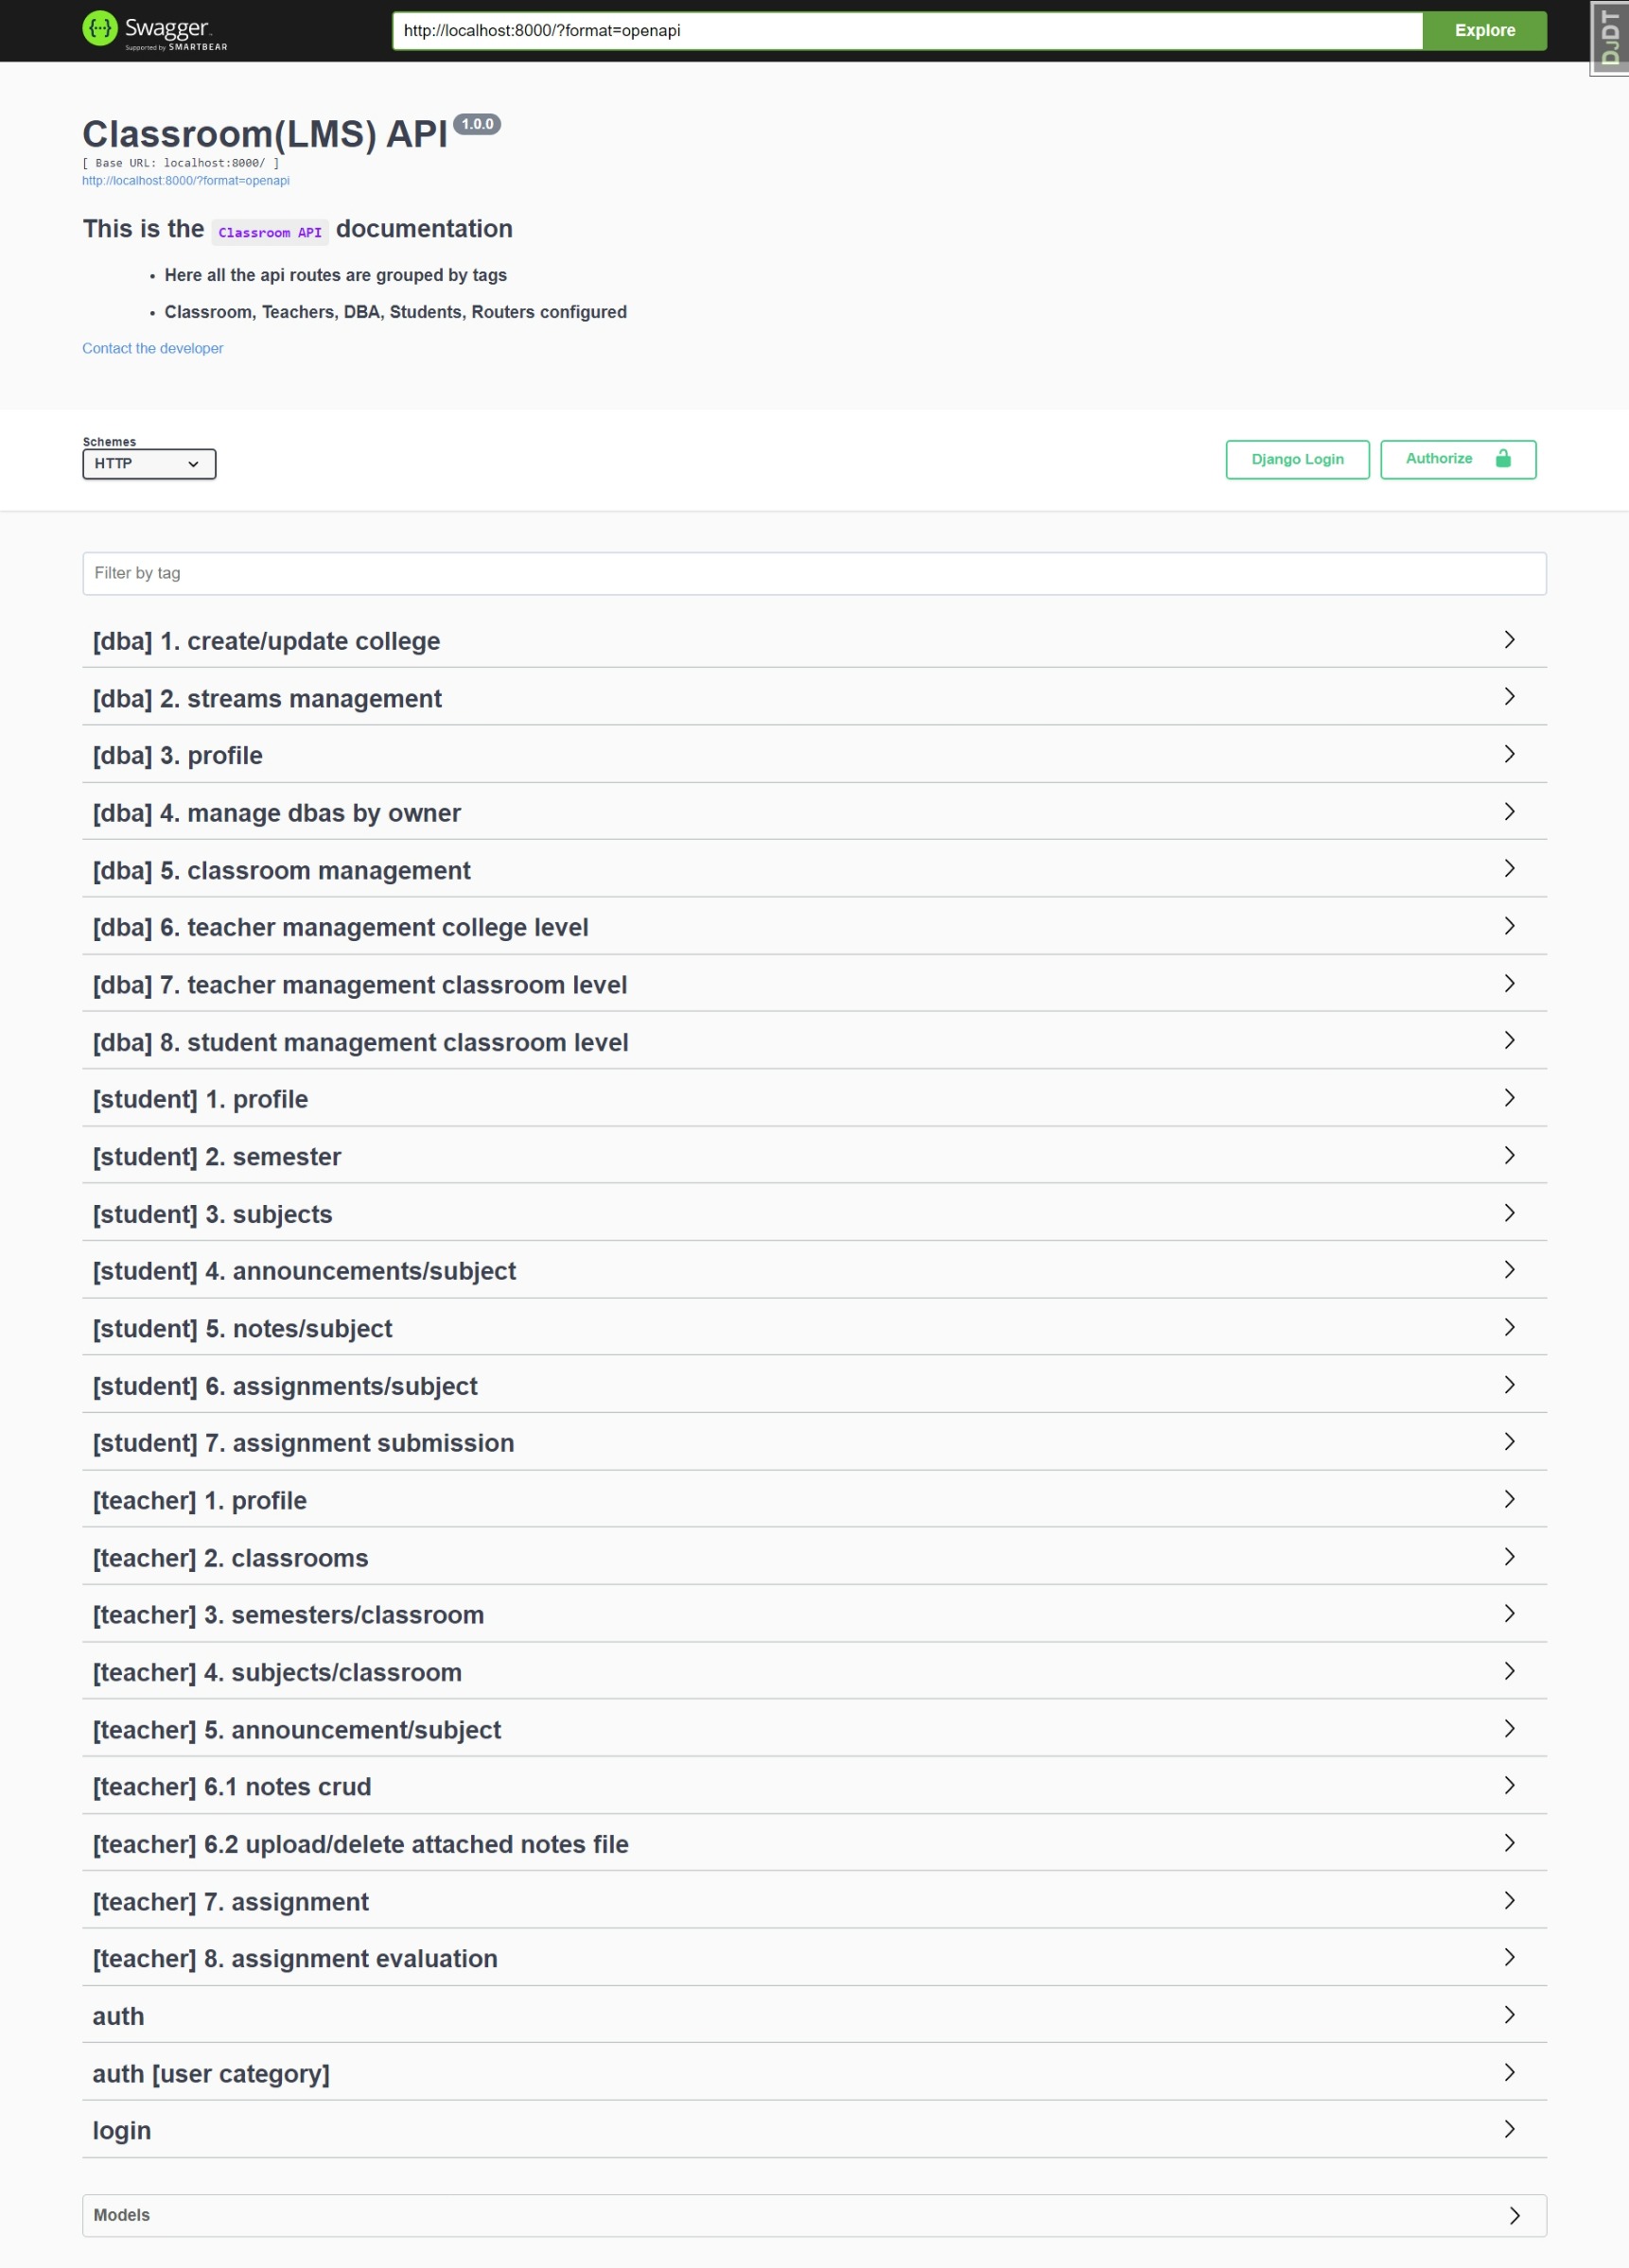 Swagger
Supported by SMARTBEAR
http://localhost:8000/?format=openapi
Explore
DJDT
Classroom(LMS) API 1.0.0
[ Base URL: localhost:8000/ ]
http://localhost:8000/?format=openapi
This is the Classroom API documentation
• Here all the api routes are grouped by tags
• Classroom, Teachers, DBA, Students, Routers configured
Contact the developer
Schemes
HTTP
Django Login
Authorize
Filter by tag
[dba] 1. create/update college
[dba] 2. streams management
[dba] 3. profile
[dba] 4. manage dbas by owner
[dba] 5. classroom management
[dba] 6. teacher management college level
[dba] 7. teacher management classroom level
[dba] 8. student management classroom level
[student] 1. profile
[student] 2. semester
[student] 3. subjects
[student] 4. announcements/subject
[student] 5. notes/subject
[student] 6. assignments/subject
[student] 7. assignment submission
[teacher] 1. profile
[teacher] 2. classrooms
[teacher] 3. semesters/classroom
[teacher] 4. subjects/classroom
[teacher] 5. announcement/subject
[teacher] 6.1 notes crud
[teacher] 6.2 upload/delete attached notes file
[teacher] 7. assignment
[teacher] 8. assignment evaluation
auth
auth [user category]
login
Models